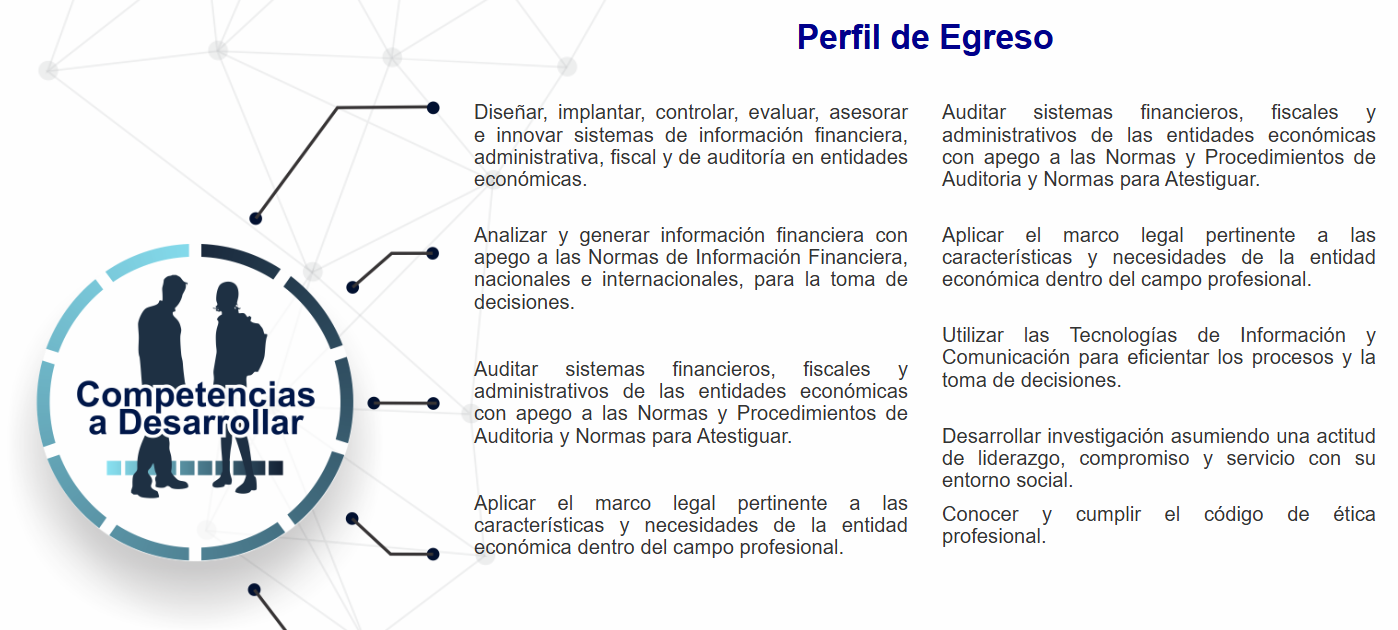 Perfil de Egreso
Competencias
a Desarrollar
Diseñar, implantar, controlar, evaluar, asesorar
e innovar sistemas de información financiera,
administrativa, fiscal y de auditoría en entidades
económicas.
Analizar y generar información financiera con
apego a las Normas de Información Financiera,
nacionales e internacionales, para la toma de
decisiones.
Auditar sistemas financieros, fiscales y
administrativos de las entidades económicas
con apego a las Normas y Procedimientos de
Auditoria y Normas para Atestiguar.
Aplicar el marco legal pertinente a las
características y necesidades de la entidad
económica dentro del campo profesional.
Auditar sistemas financieros, fiscales y
administrativos de las entidades económicas
con apego a las Normas y Procedimientos de
Auditoria y Normas para Atestiguar.
Aplicar el marco legal pertinente a las
características y necesidades de la entidad
económica dentro del campo profesional.
Utilizar las Tecnologías de Información y
Comunicación para eficientar los procesos y la
toma de decisiones.
Desarrollar investigación asumiendo una actitud
de liderazgo, compromiso y servicio con su
entorno social.
Conocer y cumplir el código de ética
profesional.